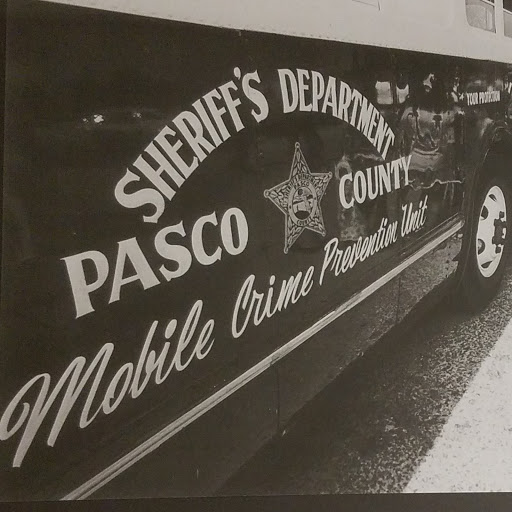 SHERIFF'S DEPARTMENT
PASCO COUNTY
Mobile Crime Prevention Unit
YOUR PROTECTION